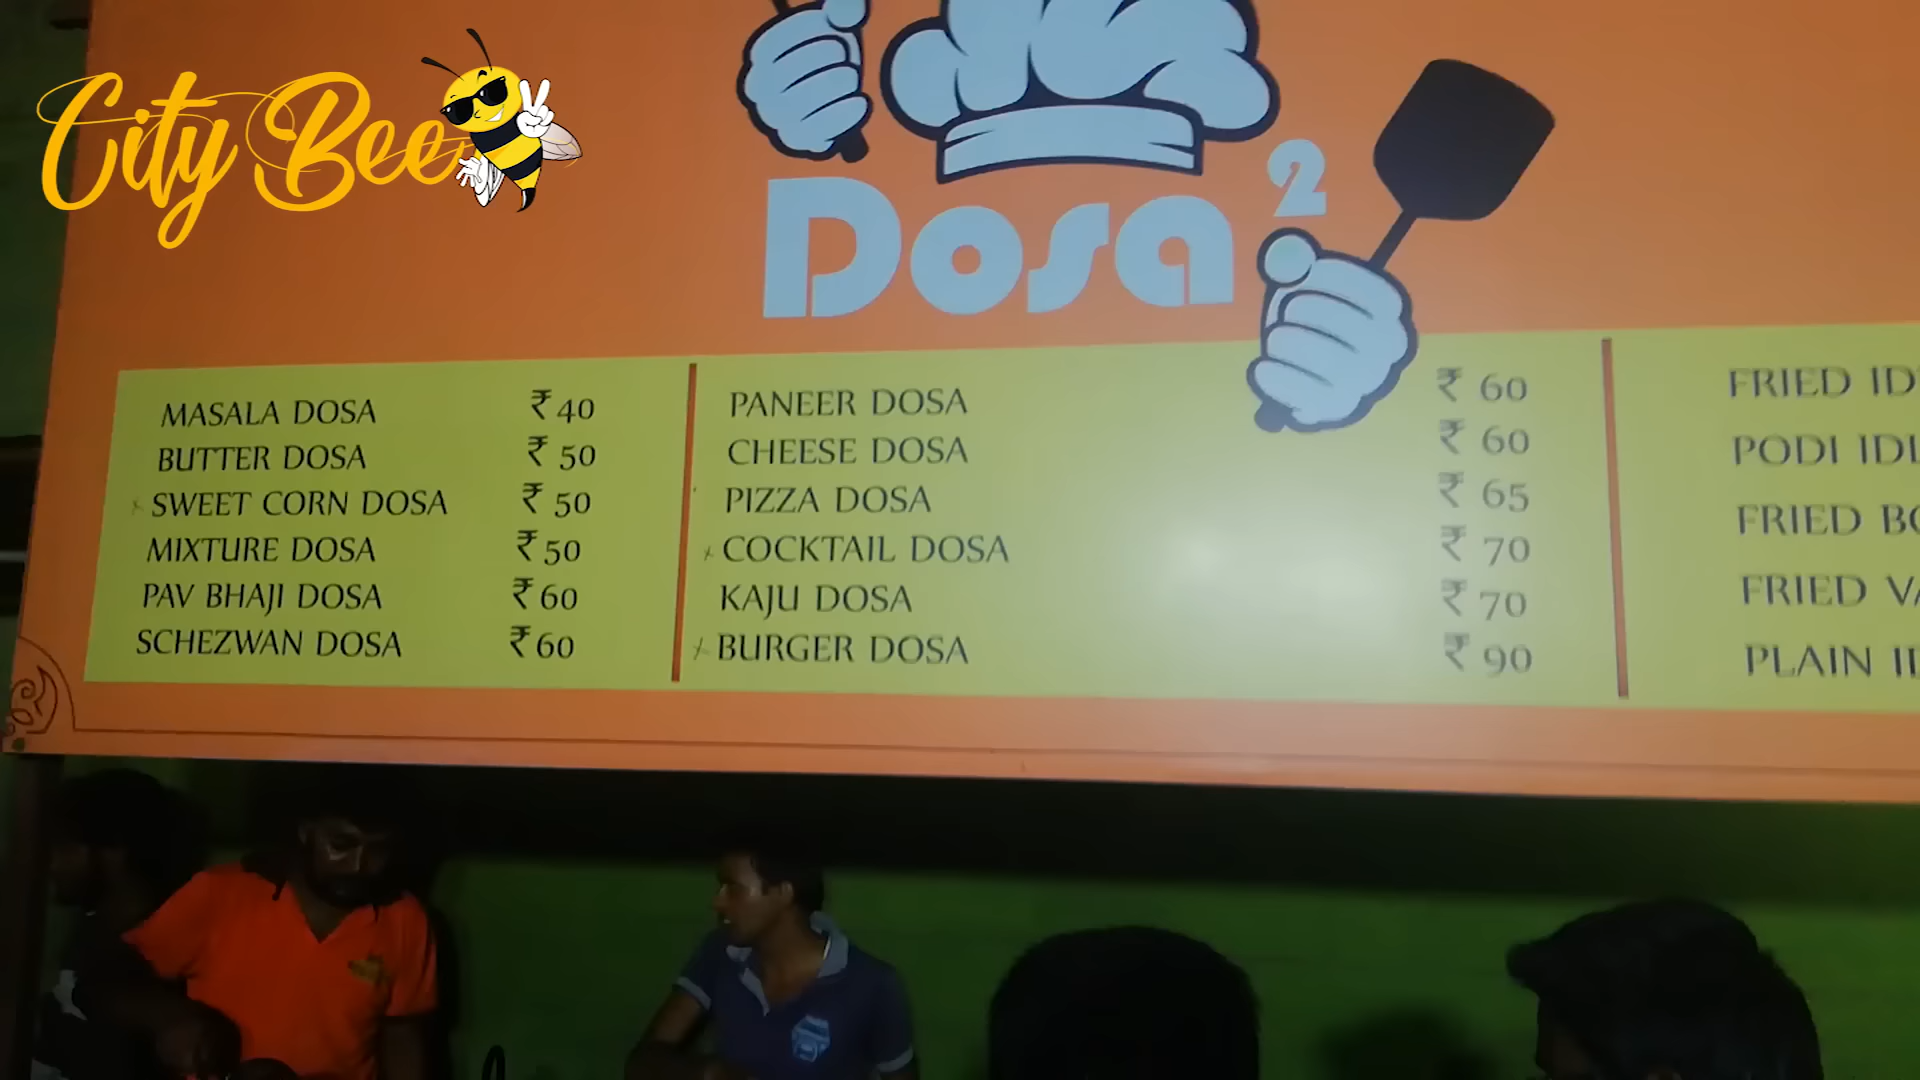 City Bee
Dosa²
MASALA DOSA ₹ 40
BUTTER DOSA ₹ 50
SWEET CORN DOSA ₹ 50
MIXTURE DOSA ₹ 50
PAV BHAJI DOSA ₹ 60
SCHEZWAN DOSA ₹ 60
PANEER DOSA ₹ 60
CHEESE DOSA ₹ 60
PIZZA DOSA ₹ 65
COCKTAIL DOSA ₹ 70
KAJU DOSA ₹ 70
BURGER DOSA ₹ 90
FRIED
PODI
FRIED
FRIED
PLAIN